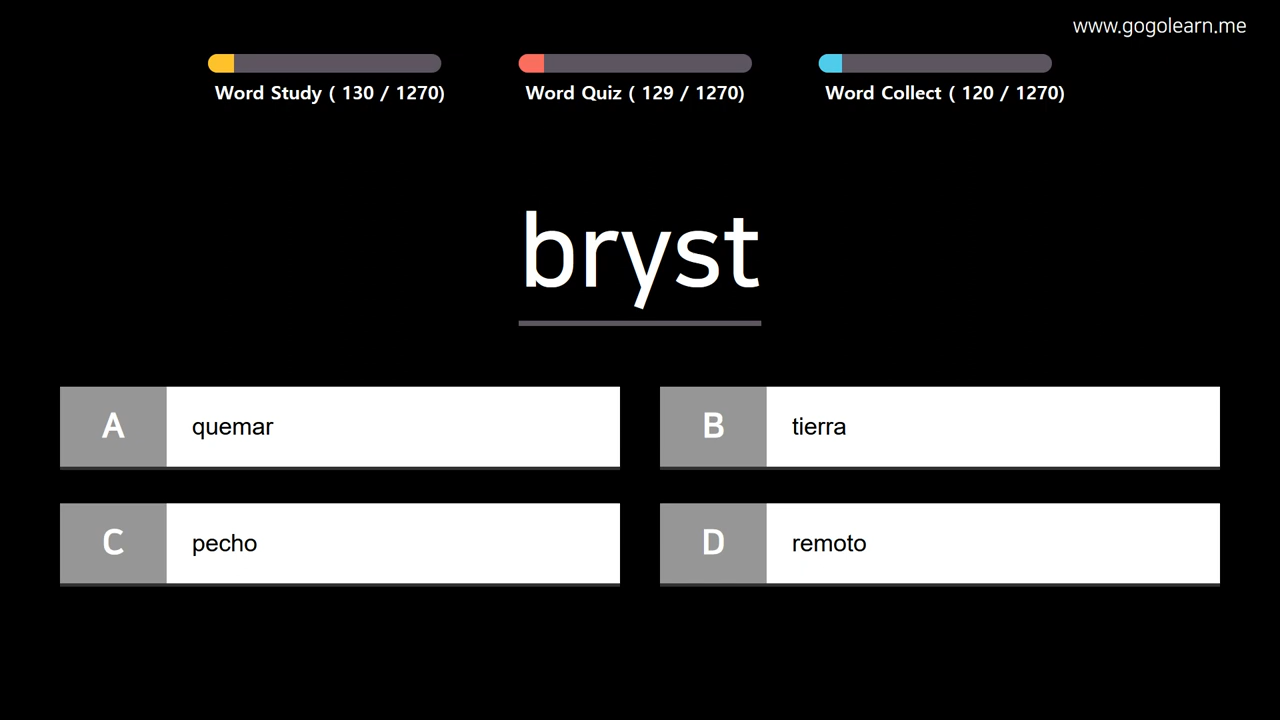 www.gogolearn.me
Word Study ( 130 / 1270)
Word Quiz ( 129 / 1270)
Word Collect ( 120 / 1270)
bryst
A quemar
B tierra
C pecho
D remoto